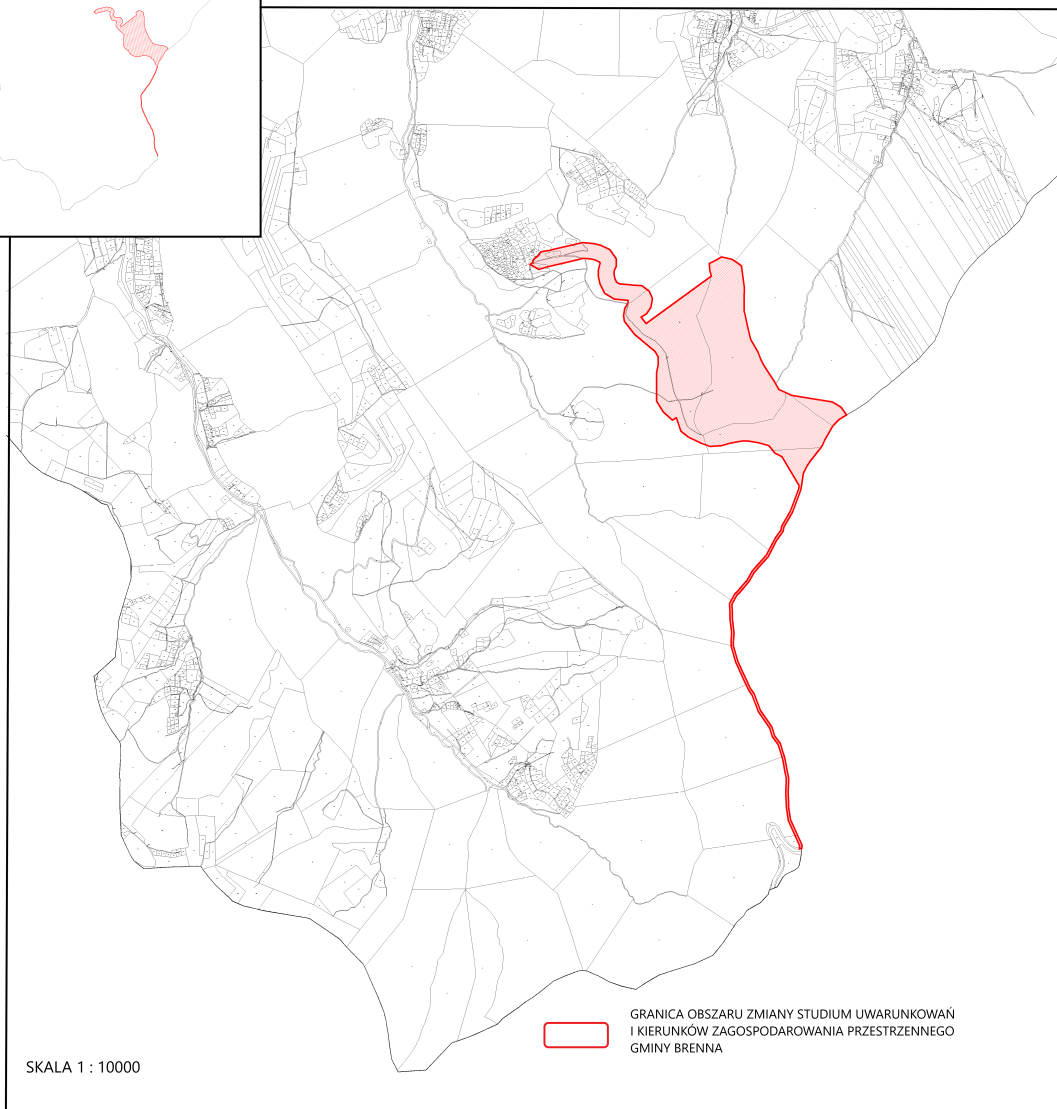 GRANICA OBSZARU ZMIANY STUDIUM UWARUNKOWAŃ
I KIERUNKÓW ZAGOSPODAROWANIA PRZESTRZENNEGO
GMINY BRENNA
SKALA 1 : 10000